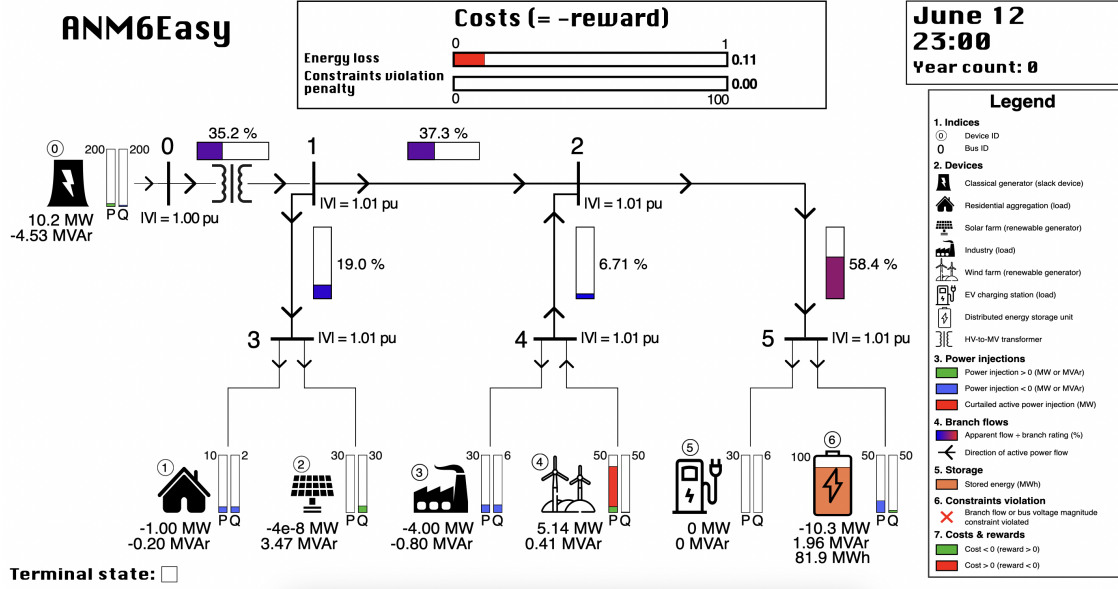 ANM6Easy
Costs (= -reward)
0 1
Energy loss 0.11
Constraints violation penalty 0.00
0 100
June 12
23:00
Year count: 0
Legend
1. Indices
0 Device ID
0 Bus ID
2. Devices
Classical generator (slack device)
Residential aggregation (load)
Solar farm (renewable generator)
Industry (load)
Wind farm (renewable generator)
EV charging station (load)
Distributed energy storage unit
HV-to-MV transformer
3. Power injections
Power injection > 0 (MW or MVAr)
Power injection < 0 (MW or MVAr)
Curtailed active power injection (MW)
4. Branch flows
Apparent flow ÷ branch rating (%)
Direction of active power flow
5. Storage
Stored energy (MWh)
6. Constraints violation
Branch flow or bus voltage magnitude
constraint violated
7. Costs & rewards
Cost < 0 (reward > 0)
Cost > 0 (reward < 0)
35.2 %
37.3 %
0 200 200 0 1 2
P Q
|V| = 1.00 pu
|V| = 1.01 pu
|V| = 1.01 pu
10.2 MW
-4.53 MVAr
19.0 %
6.71 %
58.4 %
3 |V| = 1.01 pu
4 |V| = 1.01 pu
5 |V| = 1.01 pu
1 10 2
P Q
-1.00 MW
-0.20 MVAr
2 30 30
P Q
-4e-8 MW
3.47 MVAr
3 30 6
P Q
-4.00 MW
-0.80 MVAr
4 50 50
P Q
5.14 MW
0.41 MVAr
5 30 6
P Q
0 MW
0 MVAr
6 100 50 50
P Q
-10.3 MW
1.96 MVAr
81.9 MWh
Terminal state: